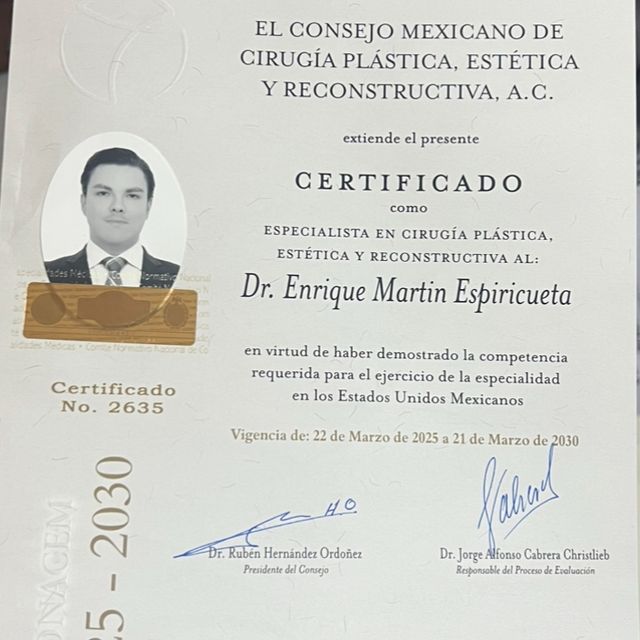 EL CONSEJO MEXICANO DE
CIRUGÍA PLÁSTICA, ESTÉTICA
Y RECONSTRUCTIVA, A.C.
extiende el presente
CERTIFICADO
como
ESPECIALISTA EN CIRUGÍA PLÁSTICA,
ESTÉTICA Y RECONSTRUCTIVA AL:
Dr. Enrique Martin Espiricueta
en virtud de haber demostrado la competencia
requerida para el ejercicio de la especialidad
en los Estados Unidos Mexicanos
Vigencia de: 22 de Marzo de 2025 a 21 de Marzo de 2030
Certificado
No. 2635
Dr. Rubén Hernández Ordoñez
Presidente del Consejo
Dr. Jorge Alfonso Cabrera Christlieb
Responsable del Proceso de Evaluación
5 - 2030
ONACEM